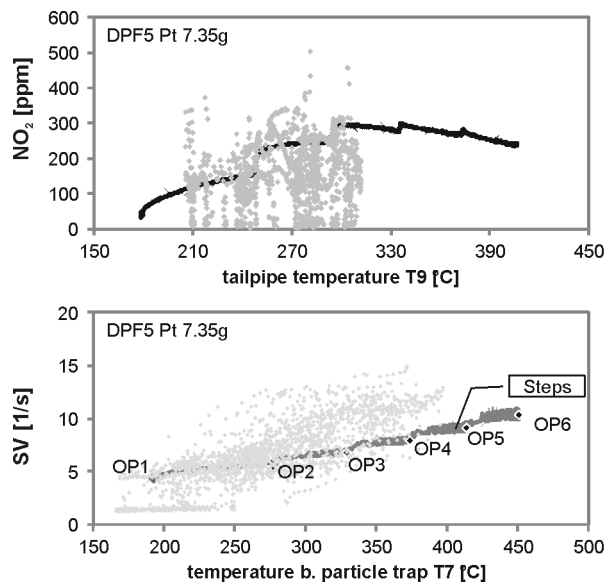 DPF5 Pt 7.35g
NO2 [ppm]
600
500
400
300
200
100
0
150 210 270 330 390 450
tailpipe temperature T9 [°C]
DPF5 Pt 7.35g
SV [1/s]
20
15
10
5
0
Steps
OP1
OP2
OP3
OP4
OP5
OP6
150 200 250 300 350 400 450 500
temperature b. particle trap T7 [°C]